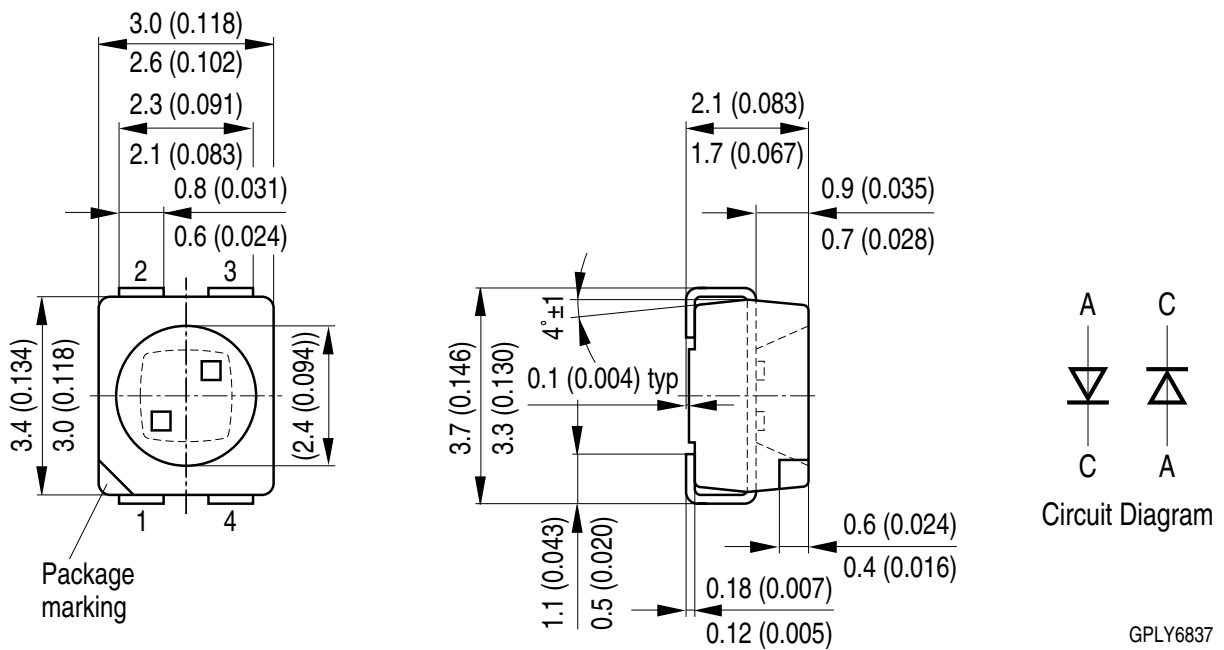 3.0 (0.118)
2.6 (0.102)
2.3 (0.091)
2.1 (0.083)
0.8 (0.031)
0.6 (0.024)
2
3
3.4 (0.134)
3.0 (0.118)
(2.4 (0.094))
1
4
Package
marking
2.1 (0.083)
1.7 (0.067)
0.9 (0.035)
0.7 (0.028)
4°±1
0.1 (0.004) typ
3.7 (0.146)
3.3 (0.130)
1.1 (0.043)
0.5 (0.020)
0.6 (0.024)
0.4 (0.016)
0.18 (0.007)
0.12 (0.005)
A
C
C
A
Circuit Diagram
GPLY6837